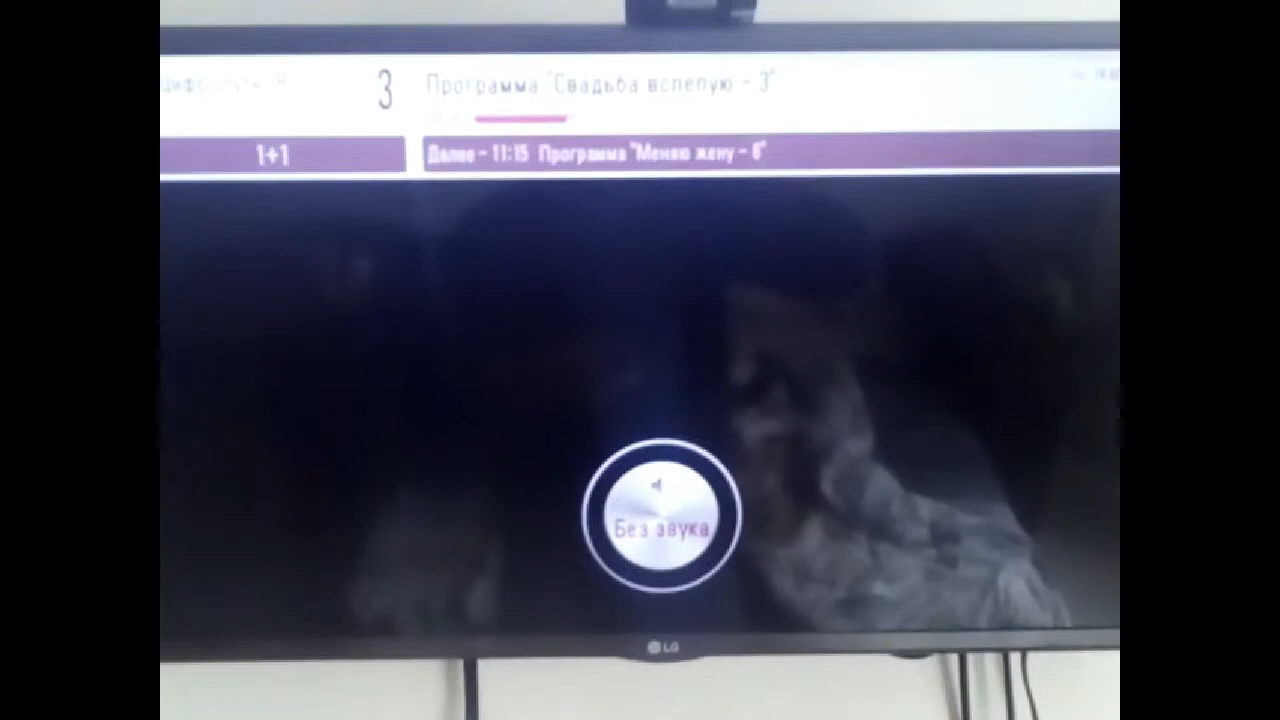 3 Программа "Свадьба вслепую - 3"
1+1 Далее - 11:15 Программа "Меняю жену - 6"
Без звука
LG